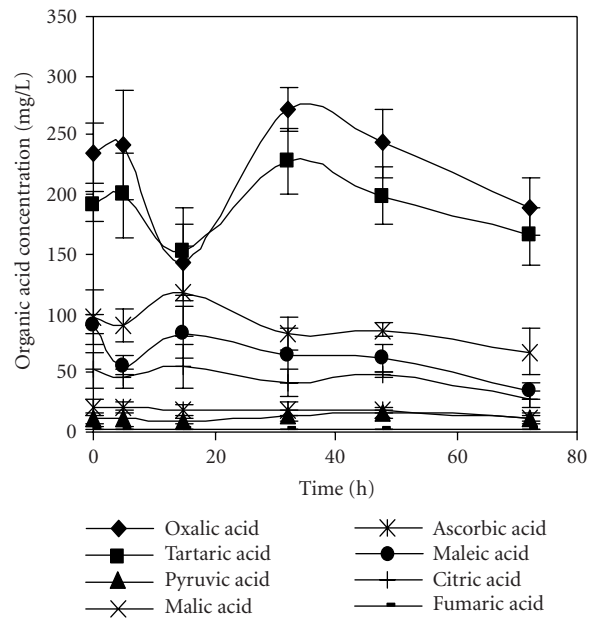 Organic acid concentration (mg/L)
350
300
250
200
150
100
50
0
0 20 40 60 80
Time (h)
Oxalic acid
Tartaric acid
Pyruvic acid
Malic acid
Ascorbic acid
Maleic acid
Citric acid
Fumaric acid